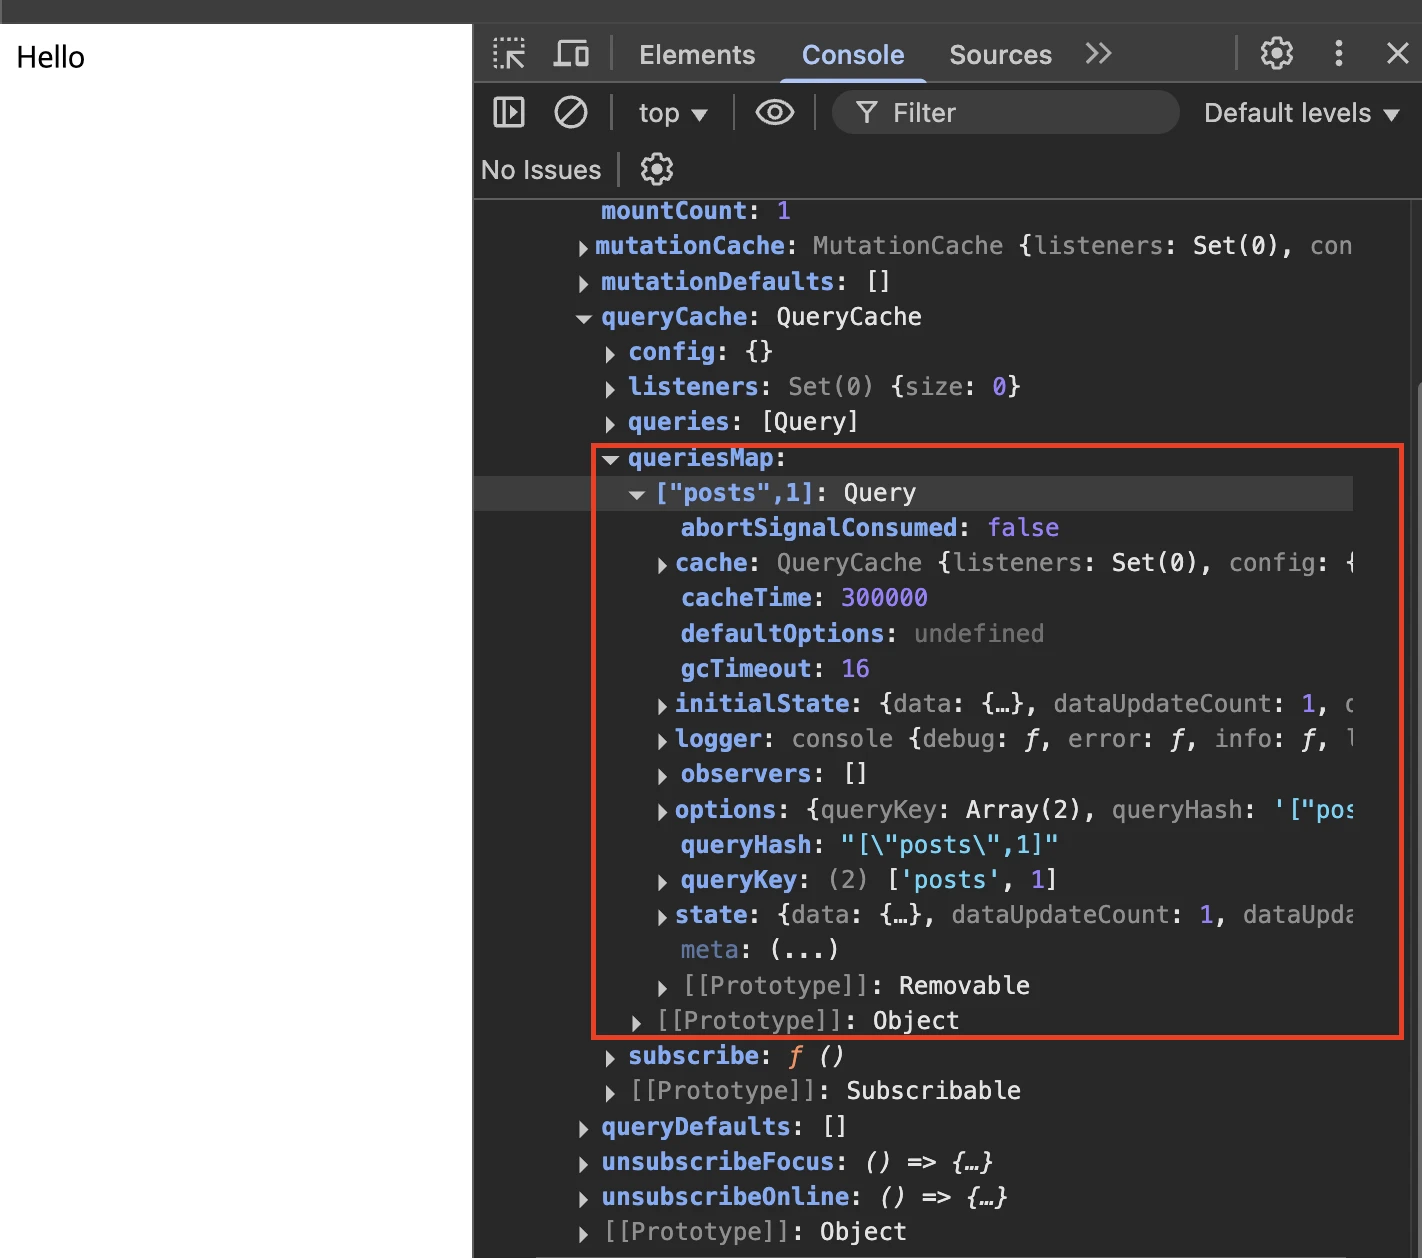 Hello
Elements Console Sources
top Filter Default levels
No Issues
mountCount: 1
mutationCache: MutationCache {listeners: Set(0), con
mutationDefaults: []
queryCache: QueryCache
config: {}
listeners: Set(0) {size: 0}
queries: [Query]
queriesMap:
["posts",1]: Query
abortSignalConsumed: false
cache: QueryCache {listeners: Set(0), config: {
cacheTime: 300000
defaultOptions: undefined
gcTimeout: 16
initialState: {data: {…}, dataUpdateCount: 1,
logger: console {debug: ƒ, error: ƒ, info: ƒ,
observers: []
options: {queryKey: Array(2), queryHash: '["pos
queryHash: "[\"posts\",1]"
queryKey: (2) ['posts', 1]
state: {data: {…}, dataUpdateCount: 1, dataUpda
meta: (...)
[[Prototype]]: Removable
[[Prototype]]: Object
subscribe: ƒ ()
[[Prototype]]: Subscribable
queryDefaults: []
unsubscribeFocus: () => {…}
unsubscribeOnline: () => {…}
[[Prototype]]: Object